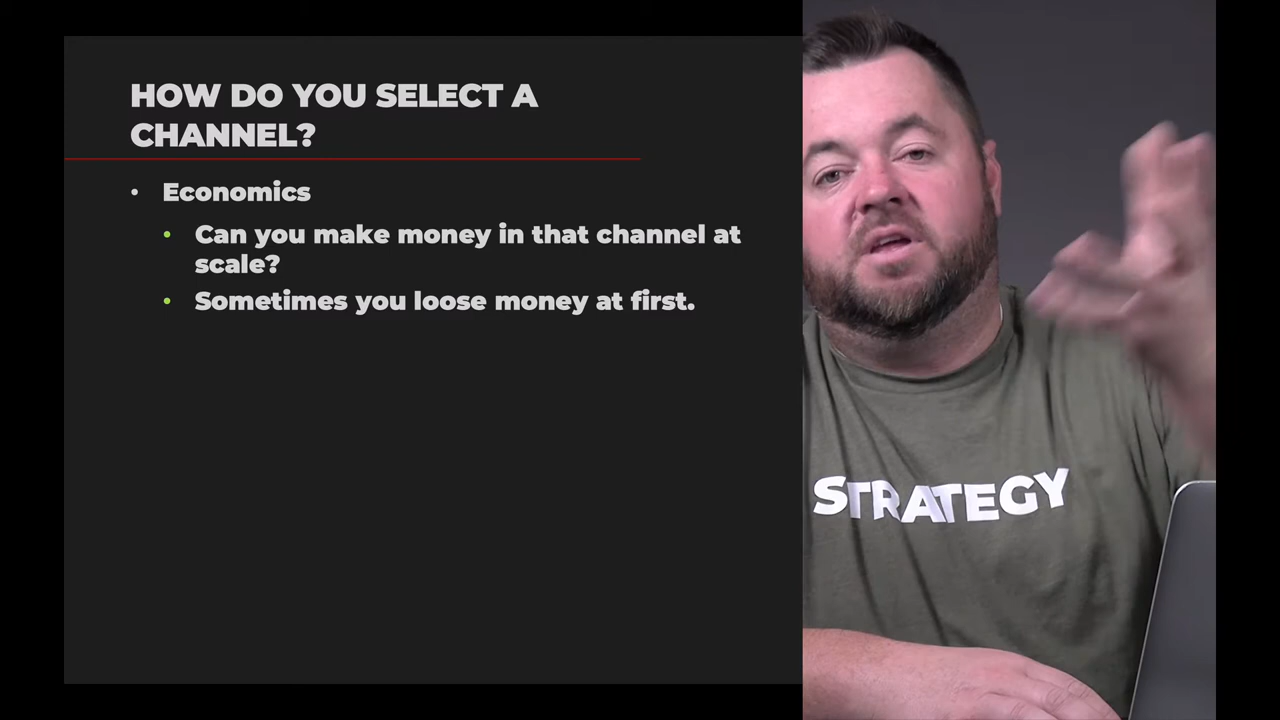 HOW DO YOU SELECT A
CHANNEL?
• Economics
• Can you make money in that channel at
scale?
• Sometimes you loose money at first.
STRATEGY